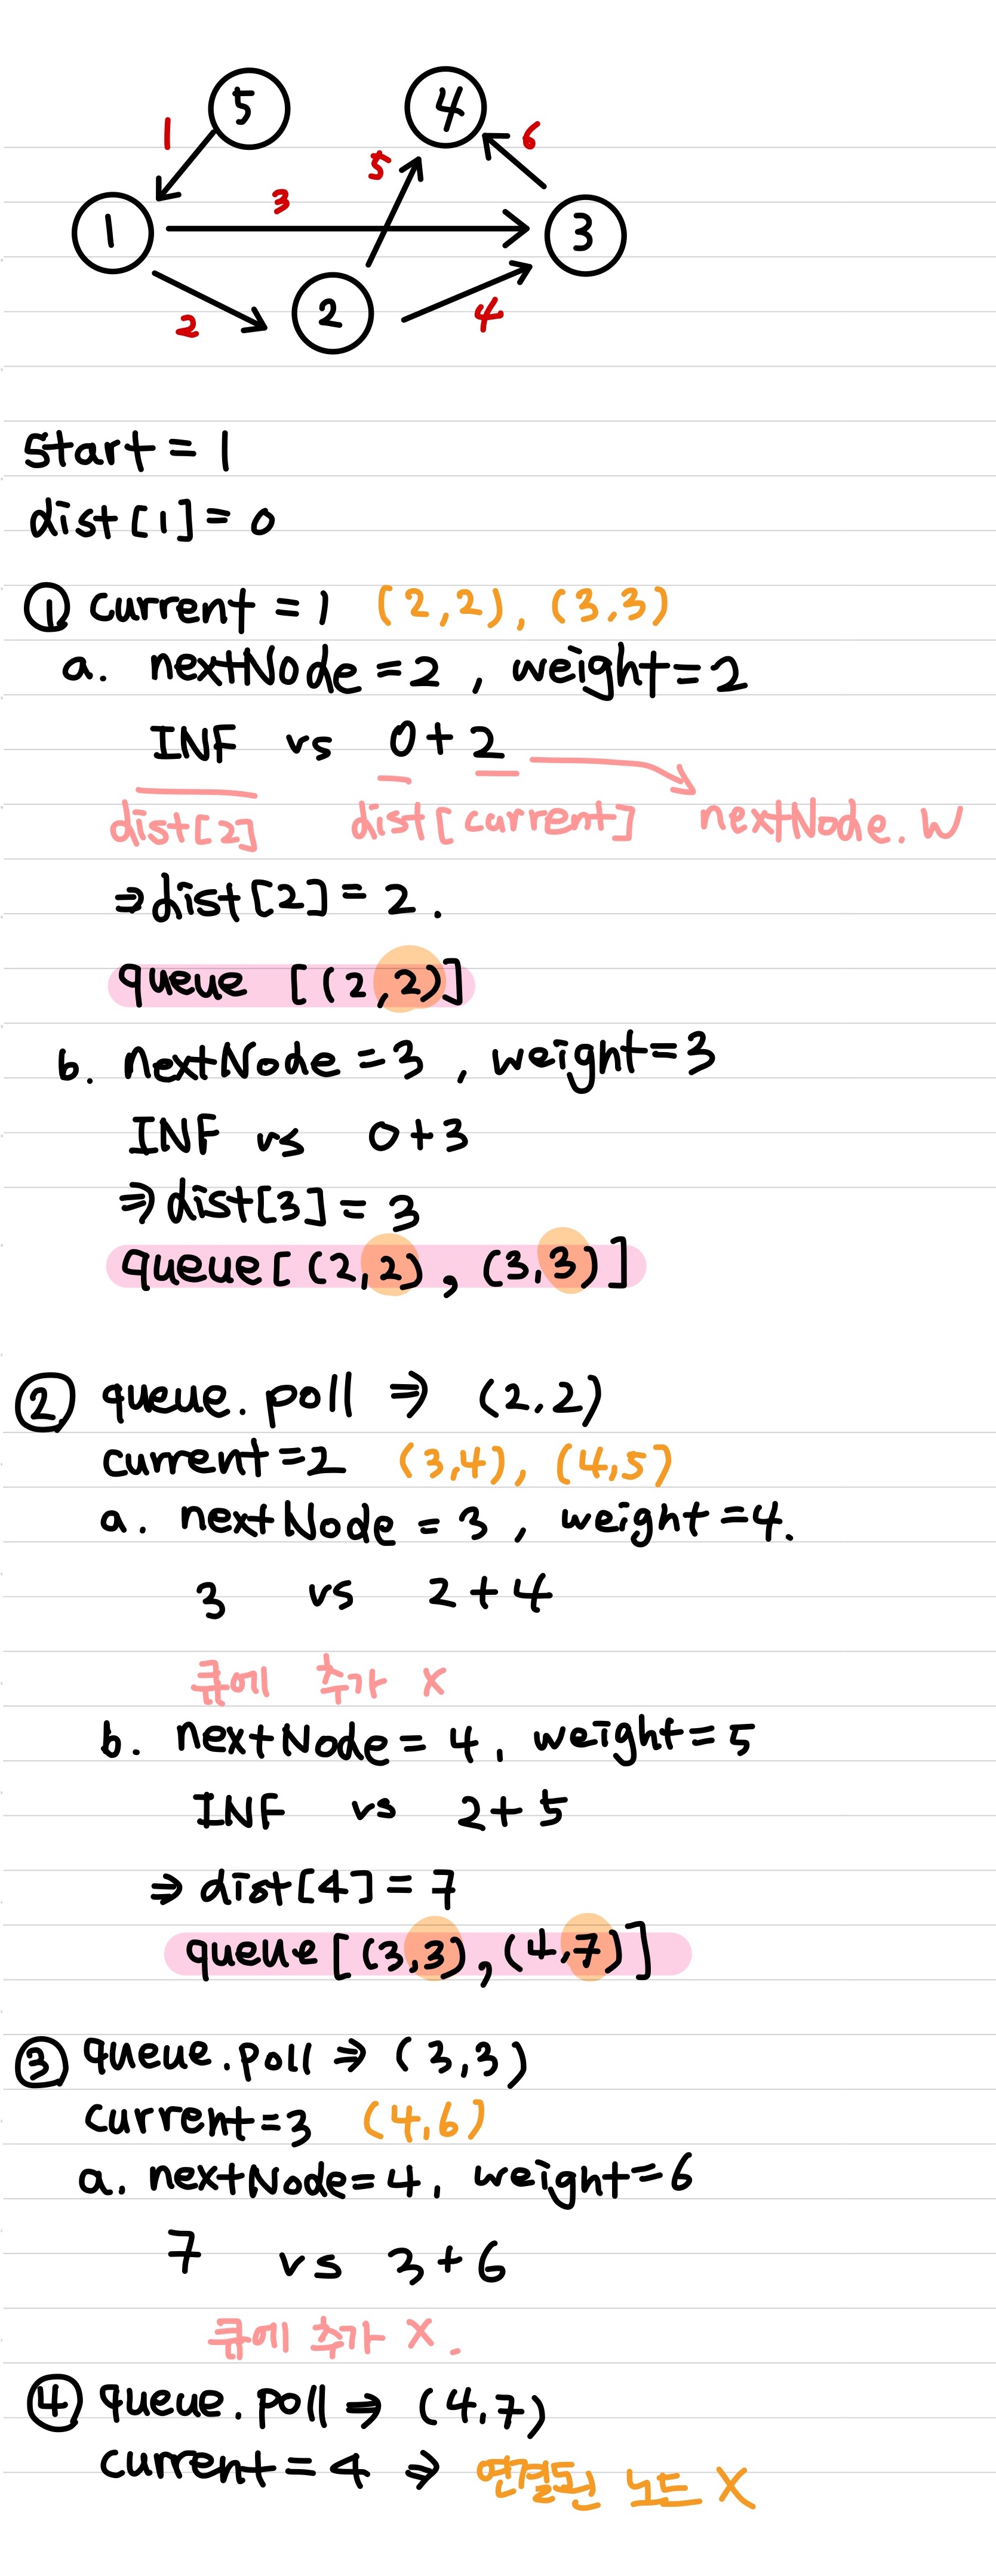 5 4
1 5 6
3
1 3
2
2 4
start = 1
dist[1] = 0
① current = 1 (2,2), (3,3)
a. nextNode = 2, weight = 2
INF vs 0 + 2
dist[2] dist[current] nextNode.W
⇒ dist[2] = 2.
queue [(2,2)]
b. nextNode = 3, weight = 3
INF vs 0 + 3
⇒ dist[3] = 3
queue [(2,2), (3,3)]
② queue.poll ⇒ (2,2)
current = 2 (3,4), (4,5)
a. nextNode = 3, weight = 4.
3 vs 2 + 4
큐에 추가 X
b. nextNode = 4, weight = 5
INF vs 2 + 5
⇒ dist[4] = 7
queue [(3,3), (4,7)]
③ queue.poll ⇒ (3,3)
current = 3 (4,6)
a. nextNode = 4, weight = 6
7 vs 3 + 6
큐에 추가 X.
④ queue.poll ⇒ (4,7)
current = 4 ⇒ 연결된 노드 X